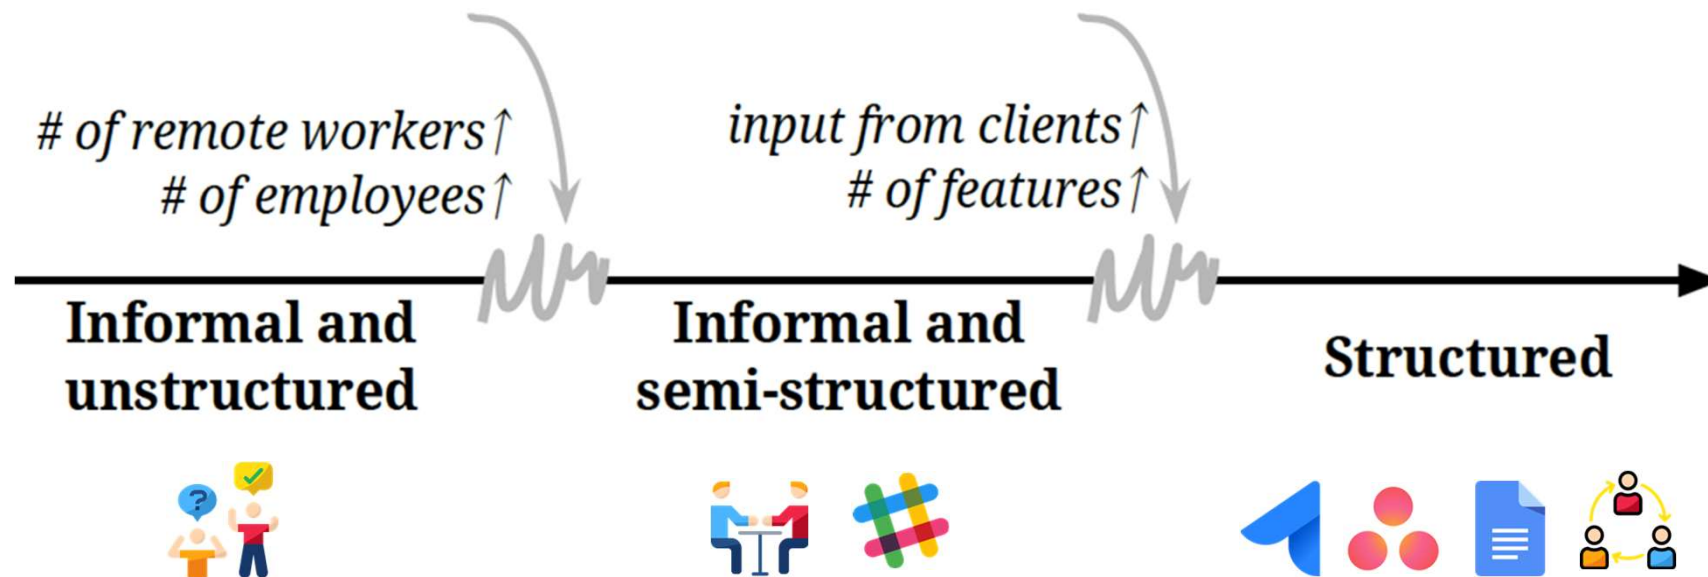 # of remote workers↑
# of employees↑
input from clients↑
# of features↑
Informal and
unstructured
Informal and
semi-structured
Structured
?